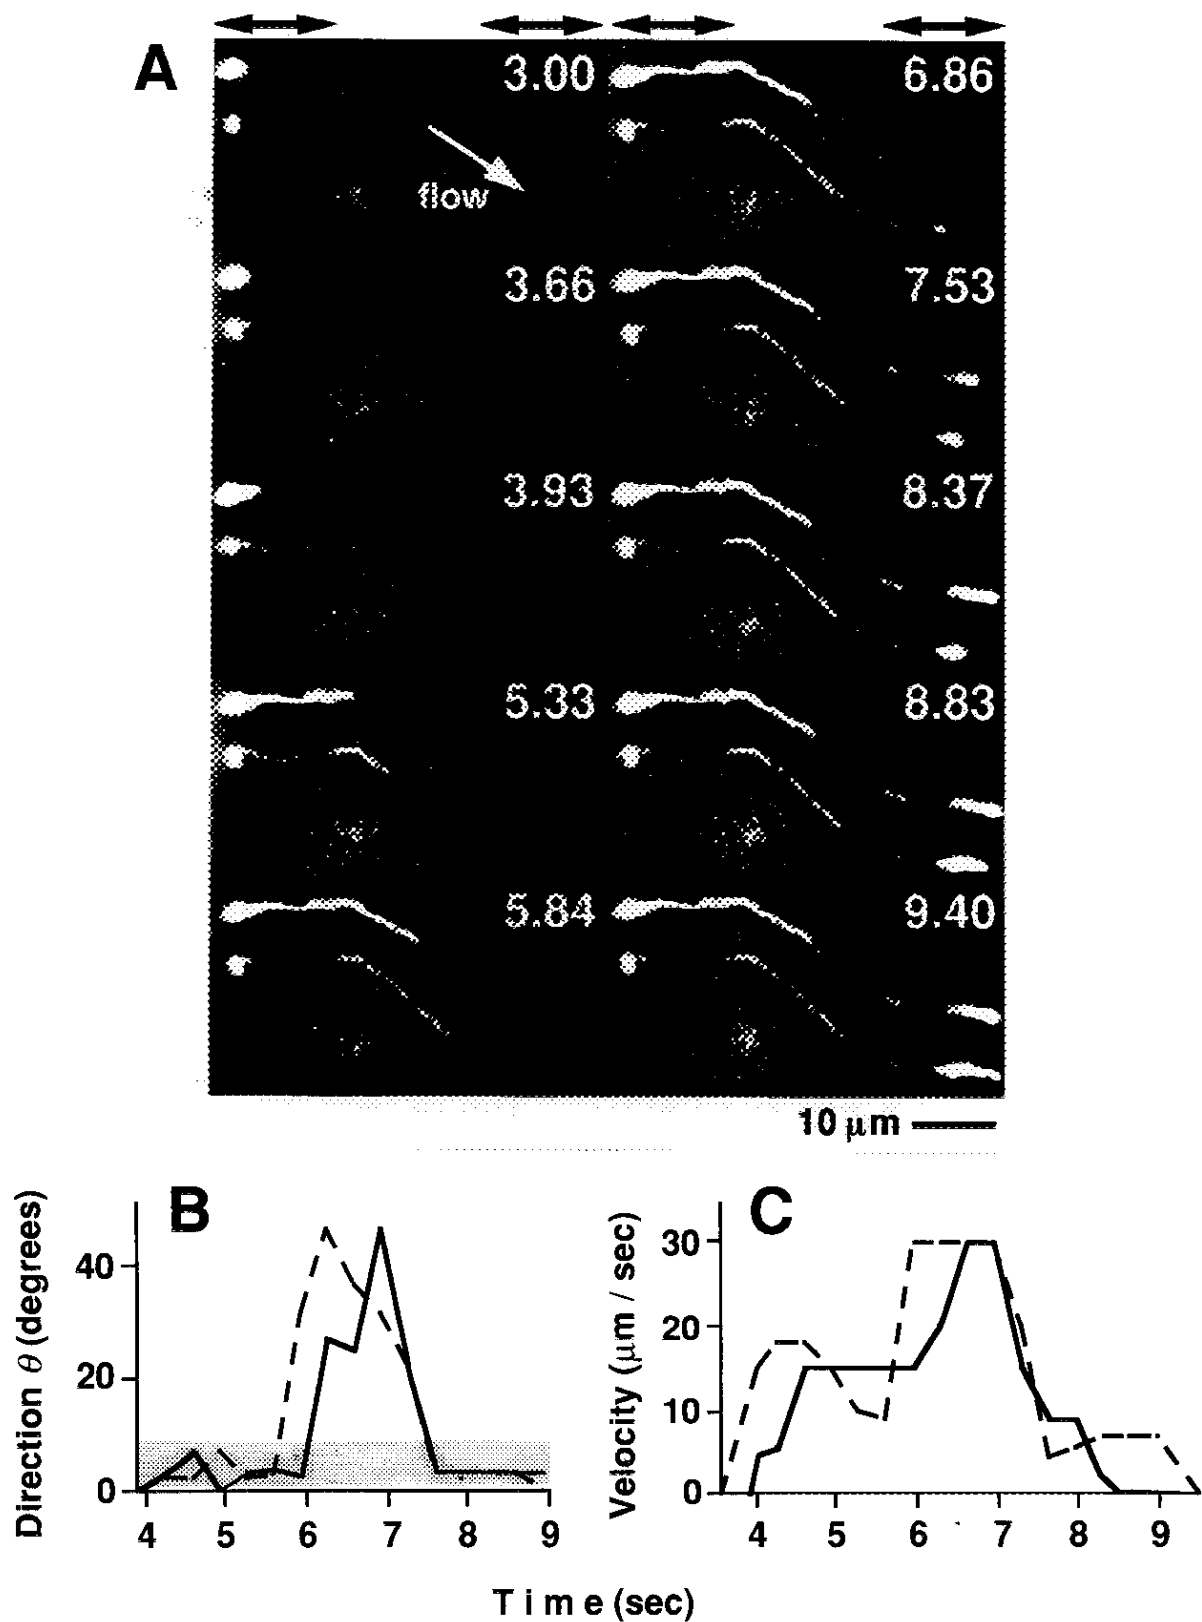 A
3.00
6.86
flow
3.66
7.53
3.93
8.37
5.33
8.83
5.84
9.40
10 μm
B
C
Direction θ (degrees)
40
20
0
4 5 6 7 8 9
Velocity (μm / sec)
30
20
10
0
4 5 6 7 8 9
Time (sec)